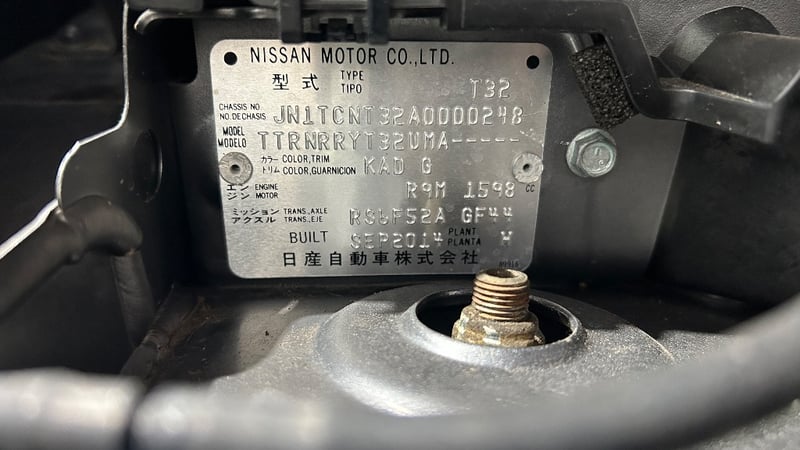 NISSAN MOTOR CO.,LTD.
型式 TYPE TIPO T32
CHASSIS NO. NO.DECHASIS JN1TCNT32A0000248
MODEL MODELO TTRNRRYT32UMA-----
カラー トリム COLOR,TRIM COLOR,GUARNICION KAD G
エンジン ENGINE MOTOR R9M 1598 CC
ミッション アクスル TRANS.,AXLE TRANS.,EJE RS6F52A GF44
BUILT SEP2014 PLANT PLANTA
日産自動車株式会社